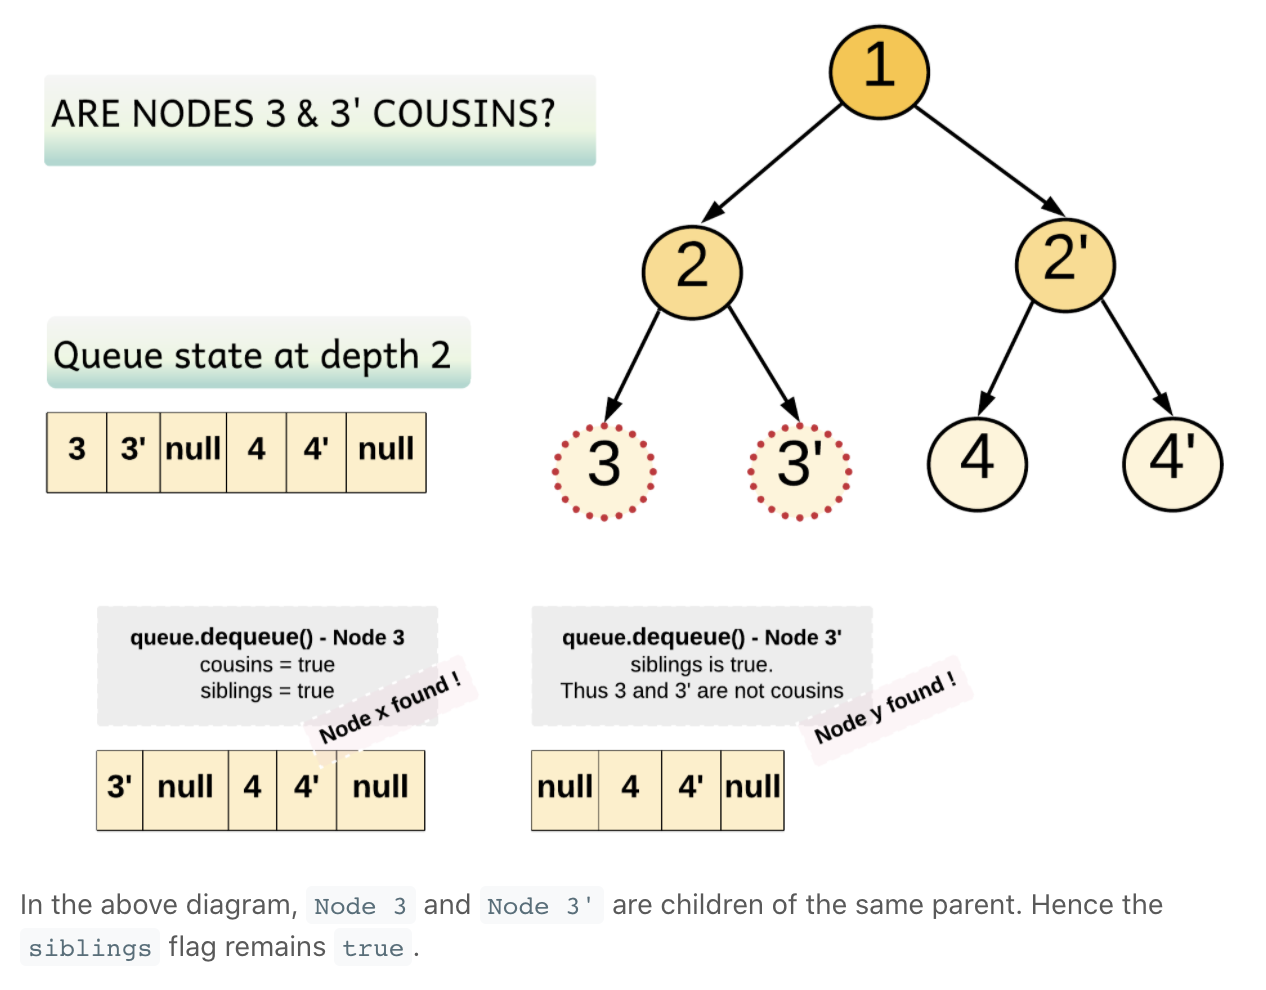 1
ARE NODES 3 & 3' COUSINS?
2
2'
Queue state at depth 2
3 3' null 4 4' null
3
3'
4
4'
queue.dequeue() - Node 3
cousins = true
siblings = true
Node x found !
3' null 4 4' null
queue.dequeue() - Node 3'
siblings is true.
Thus 3 and 3' are not cousins
Node y found !
null 4 4' null
In the above diagram, Node 3 and Node 3' are children of the same parent. Hence the
siblings flag remains true.